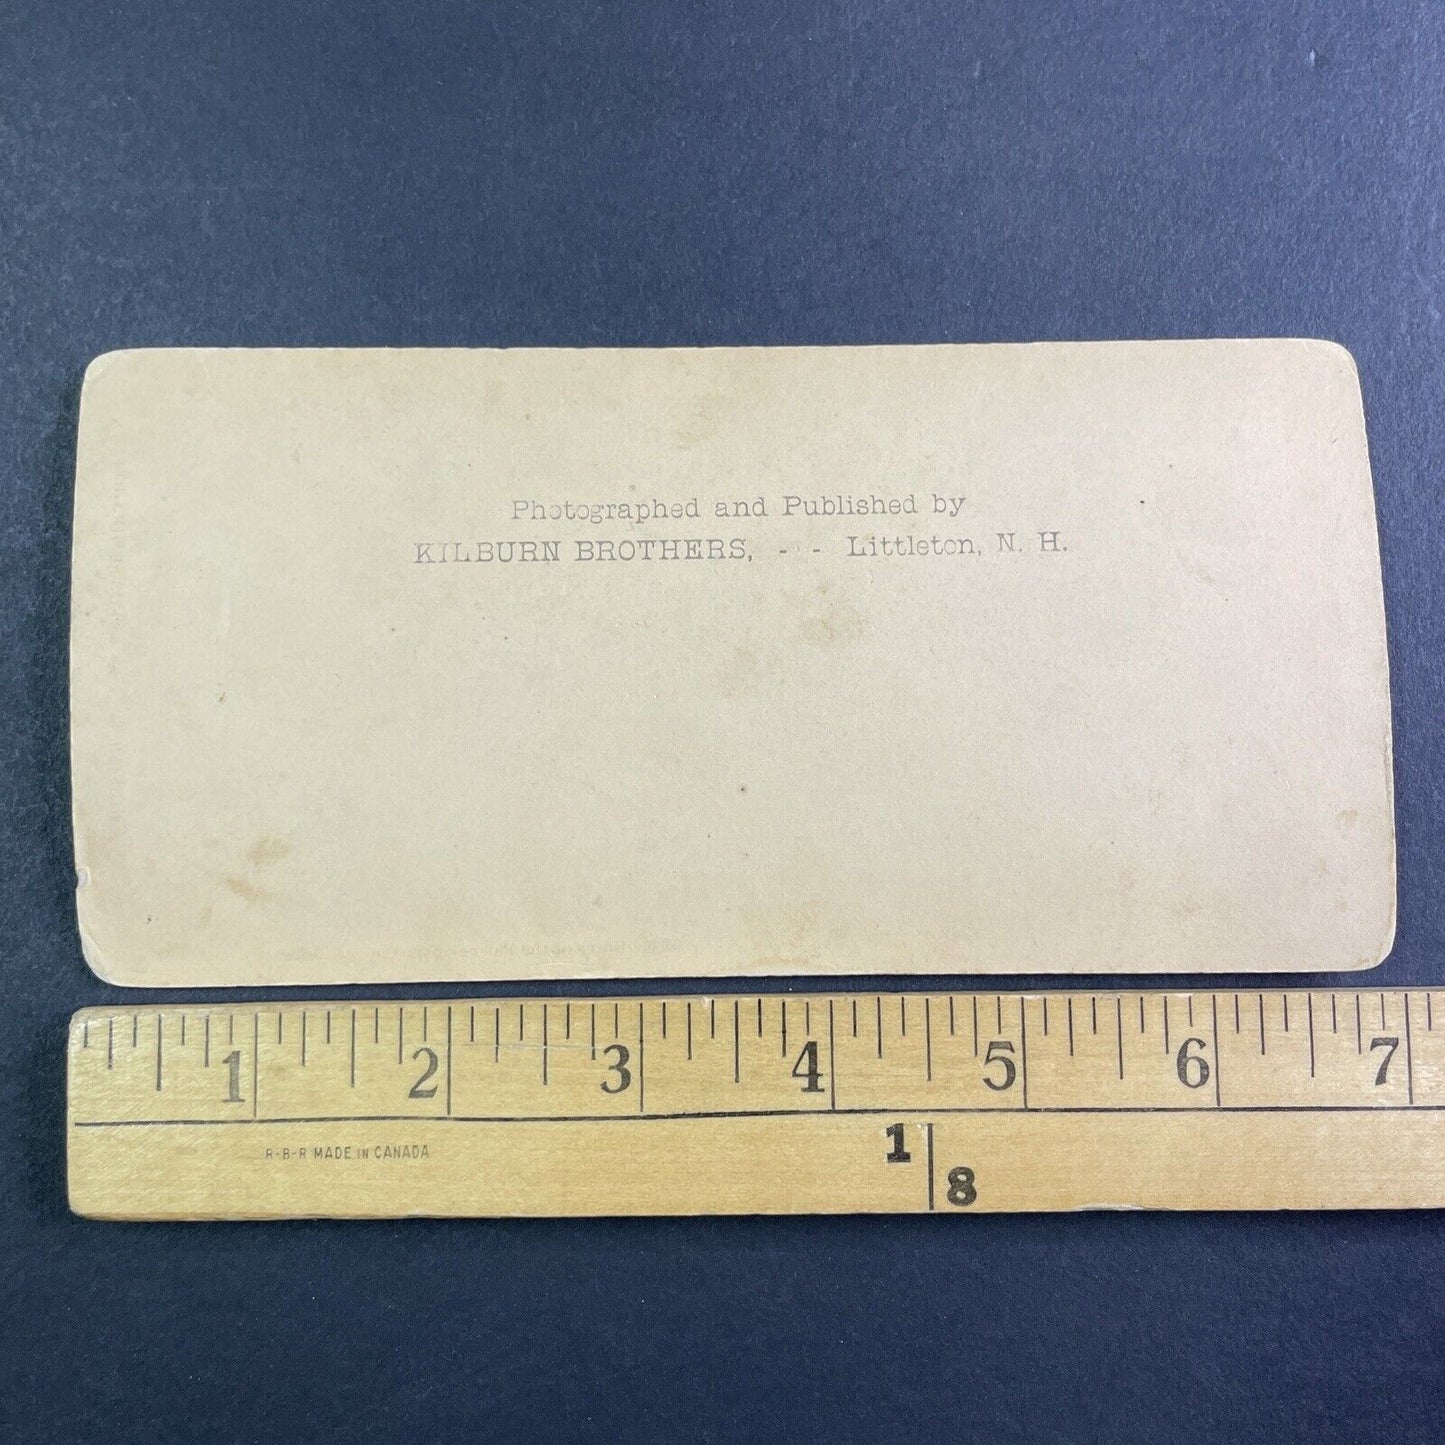 Photographed and Published by
KILBURN BROTHERS, - - Littleton, N. H.
1 2 3 4 5 6 7
R-B-R MADE IN CANADA
1
8